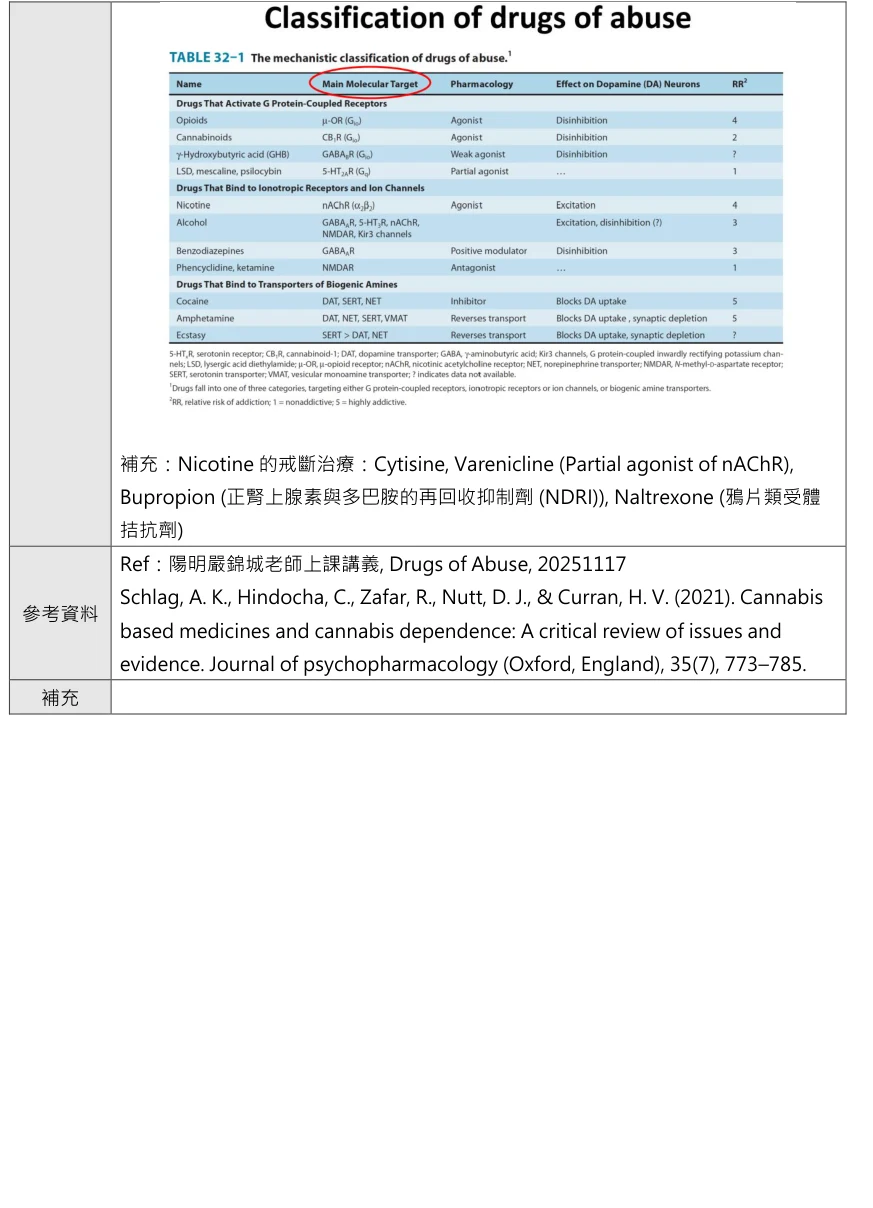 Classification of drugs of abuse
TABLE 32–1 The mechanistic classification of drugs of abuse.1
Name Main Molecular Target Pharmacology Effect on Dopamine (DA) Neurons RR2
Drugs That Activate G Protein-Coupled Receptors
Opioids μ-OR (Gio) Agonist Disinhibition 4
Cannabinoids CB1R (Gio) Agonist Disinhibition 2
γ-Hydroxybutyric acid (GHB) GABABR (Gio) Weak agonist Disinhibition ?
LSD, mescaline, psilocybin 5-HT2AR (Gq) Partial agonist … 1
Drugs That Bind to Ionotropic Receptors and Ion Channels
Nicotine nAChR (α2β2) Agonist Excitation 4
Alcohol GABAAR, 5-HT3R, nAChR, Excitation, disinhibition (?) 3
NMDAR, Kir3 channels
Benzodiazepines GABAAR Positive modulator Disinhibition 3
Phencyclidine, ketamine NMDAR Antagonist … 1
Drugs That Bind to Transporters of Biogenic Amines
Cocaine DAT, SERT, NET Inhibitor Blocks DA uptake 5
Amphetamine DAT, NET, SERT, VMAT Reverses transport Blocks DA uptake , synaptic depletion 5
Ecstasy SERT > DAT, NET Reverses transport Blocks DA uptake, synaptic depletion ?
5-HTxR, serotonin receptor; CB1R, cannabinoid-1; DAT, dopamine transporter; GABA, γ-aminobutyric acid; Kir3 channels, G protein-coupled inwardly rectifying potassium chan-
nels; LSD, lysergic acid diethylamide; μ-OR, μ-opioid receptor; nAChR, nicotinic acetylcholine receptor; NET, norepinephrine transporter; NMDAR, N-methyl-D-aspartate receptor;
SERT, serotonin transporter; VMAT, vesicular monoamine transporter; ? indicates data not available.
1Drugs fall into one of three categories, targeting either G protein-coupled receptors, ionotropic receptors or ion channels, or biogenic amine transporters.
2RR, relative risk of addiction; 1 = nonaddictive; 5 = highly addictive.
補充：Nicotine 的戒斷治療：Cytisine, Varenicline (Partial agonist of nAChR),
Bupropion (正腎上腺素與多巴胺的再回收抑制劑 (NDRI)), Naltrexone (鴉片類受體
拮抗劑)
參考資料
Ref：陽明嚴錦城老師上課講義, Drugs of Abuse, 20251117
Schlag, A. K., Hindocha, C., Zafar, R., Nutt, D. J., & Curran, H. V. (2021). Cannabis
based medicines and cannabis dependence: A critical review of issues and
evidence. Journal of psychopharmacology (Oxford, England), 35(7), 773–785.
補充